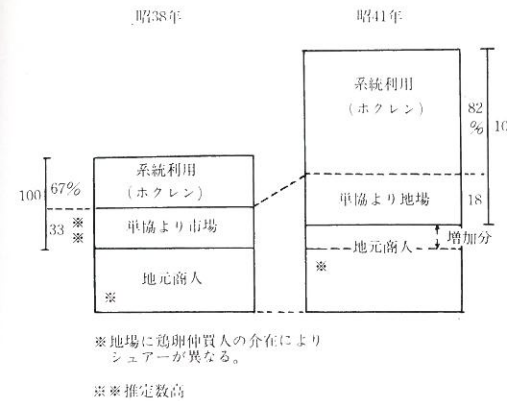 昭38年
昭41年
系統利用
(ホクレン)
82
%
10
系統利用
(ホクレン)
100
67%
単協より地場
18
33
※
※
単協より市場
増加分
地元商人
※
地元商人
※
※地場に鶏卵仲買人の介在により
シェアーが異なる。
※※推定数高